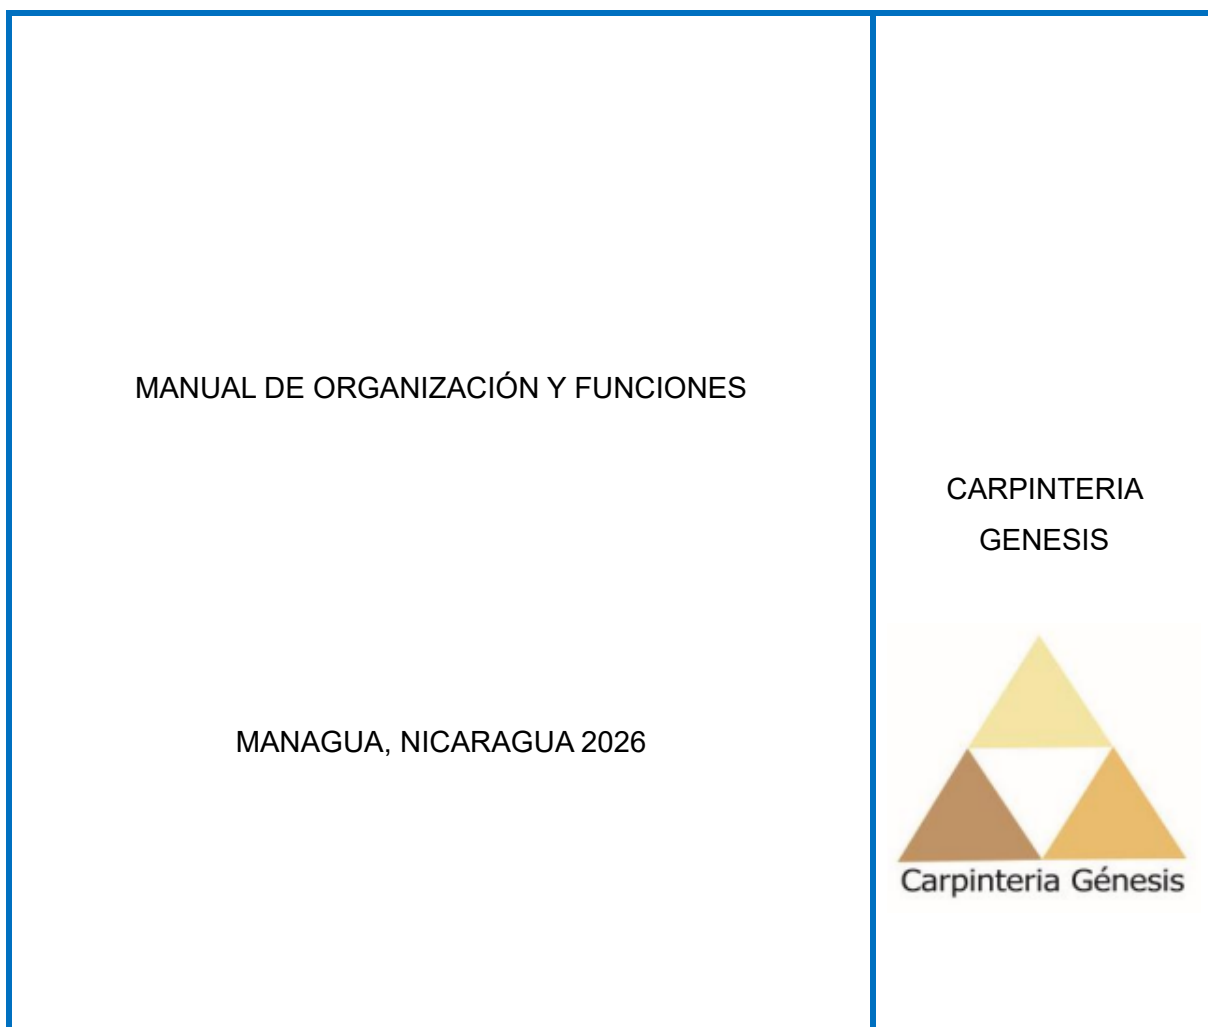 MANUAL DE ORGANIZACIÓN Y FUNCIONES
MANAGUA, NICARAGUA 2026
CARPINTERIA
GENESIS
Carpinteria Génesis